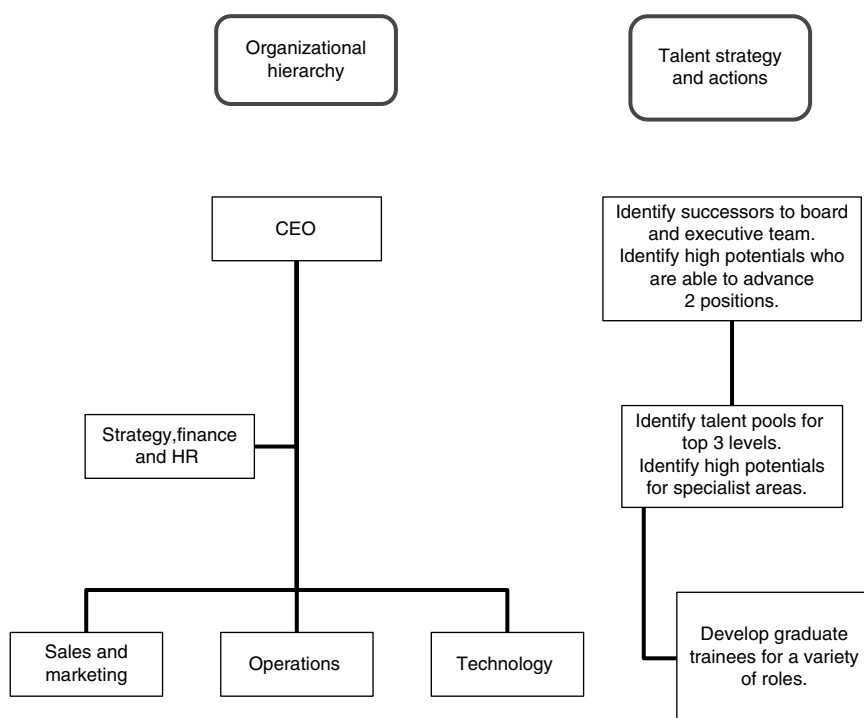 Organizational
hierarchy
Talent strategy
and actions
CEO
Identify successors to board
and executive team.
Identify high potentials who
are able to advance
2 positions.
Strategy,finance
and HR
Identify talent pools for
top 3 levels.
Identify high potentials
for specialist areas.
Sales and
marketing
Operations
Technology
Develop graduate
trainees for a variety
of roles.